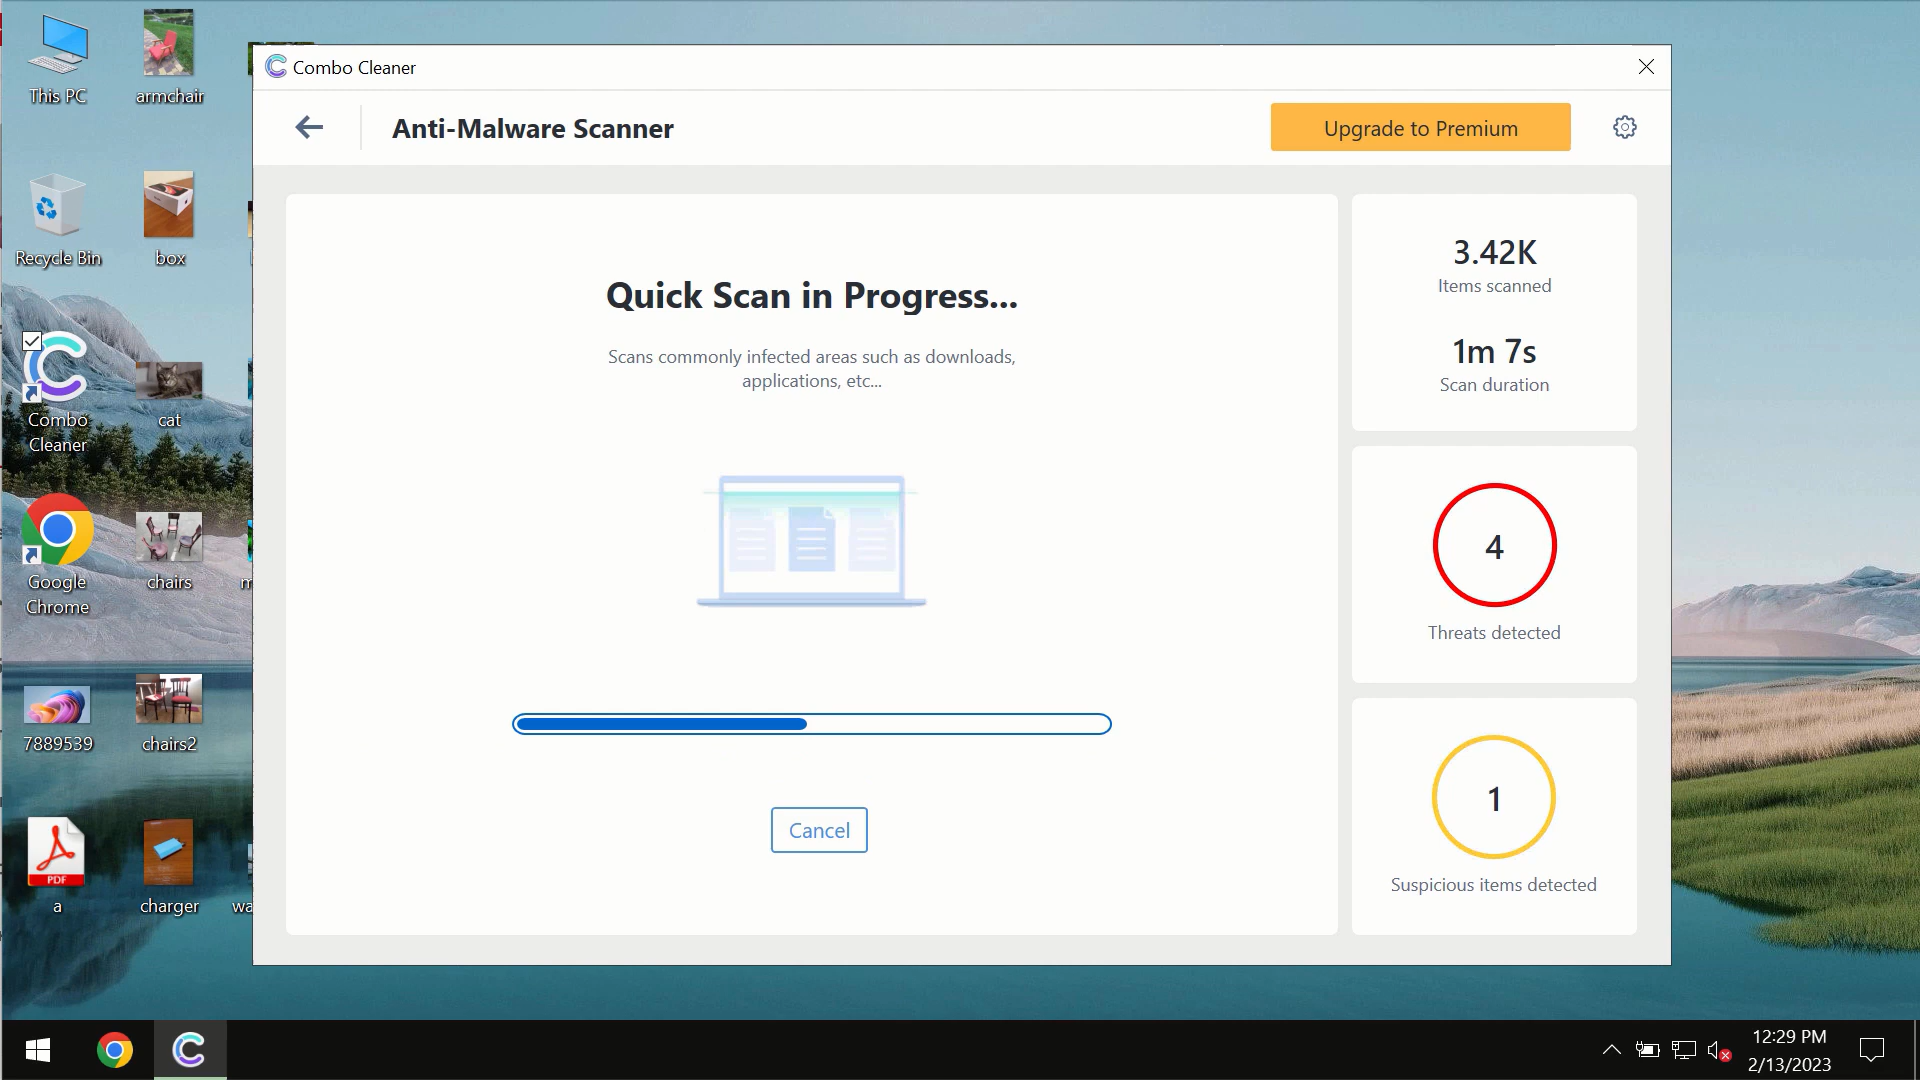 This PC
armchair
Recycle Bin
box
Combo
Cleaner
cat
Google
Chrome
chairs
7889539
chairs2
PDF
a
charger
wa
Combo Cleaner
Anti-Malware Scanner
Upgrade to Premium
Quick Scan in Progress...
Scans commonly infected areas such as downloads,
applications, etc...
Cancel
3.42K
Items scanned
1m 7s
Scan duration
4
Threats detected
1
Suspicious items detected
12:29 PM
2/13/2023